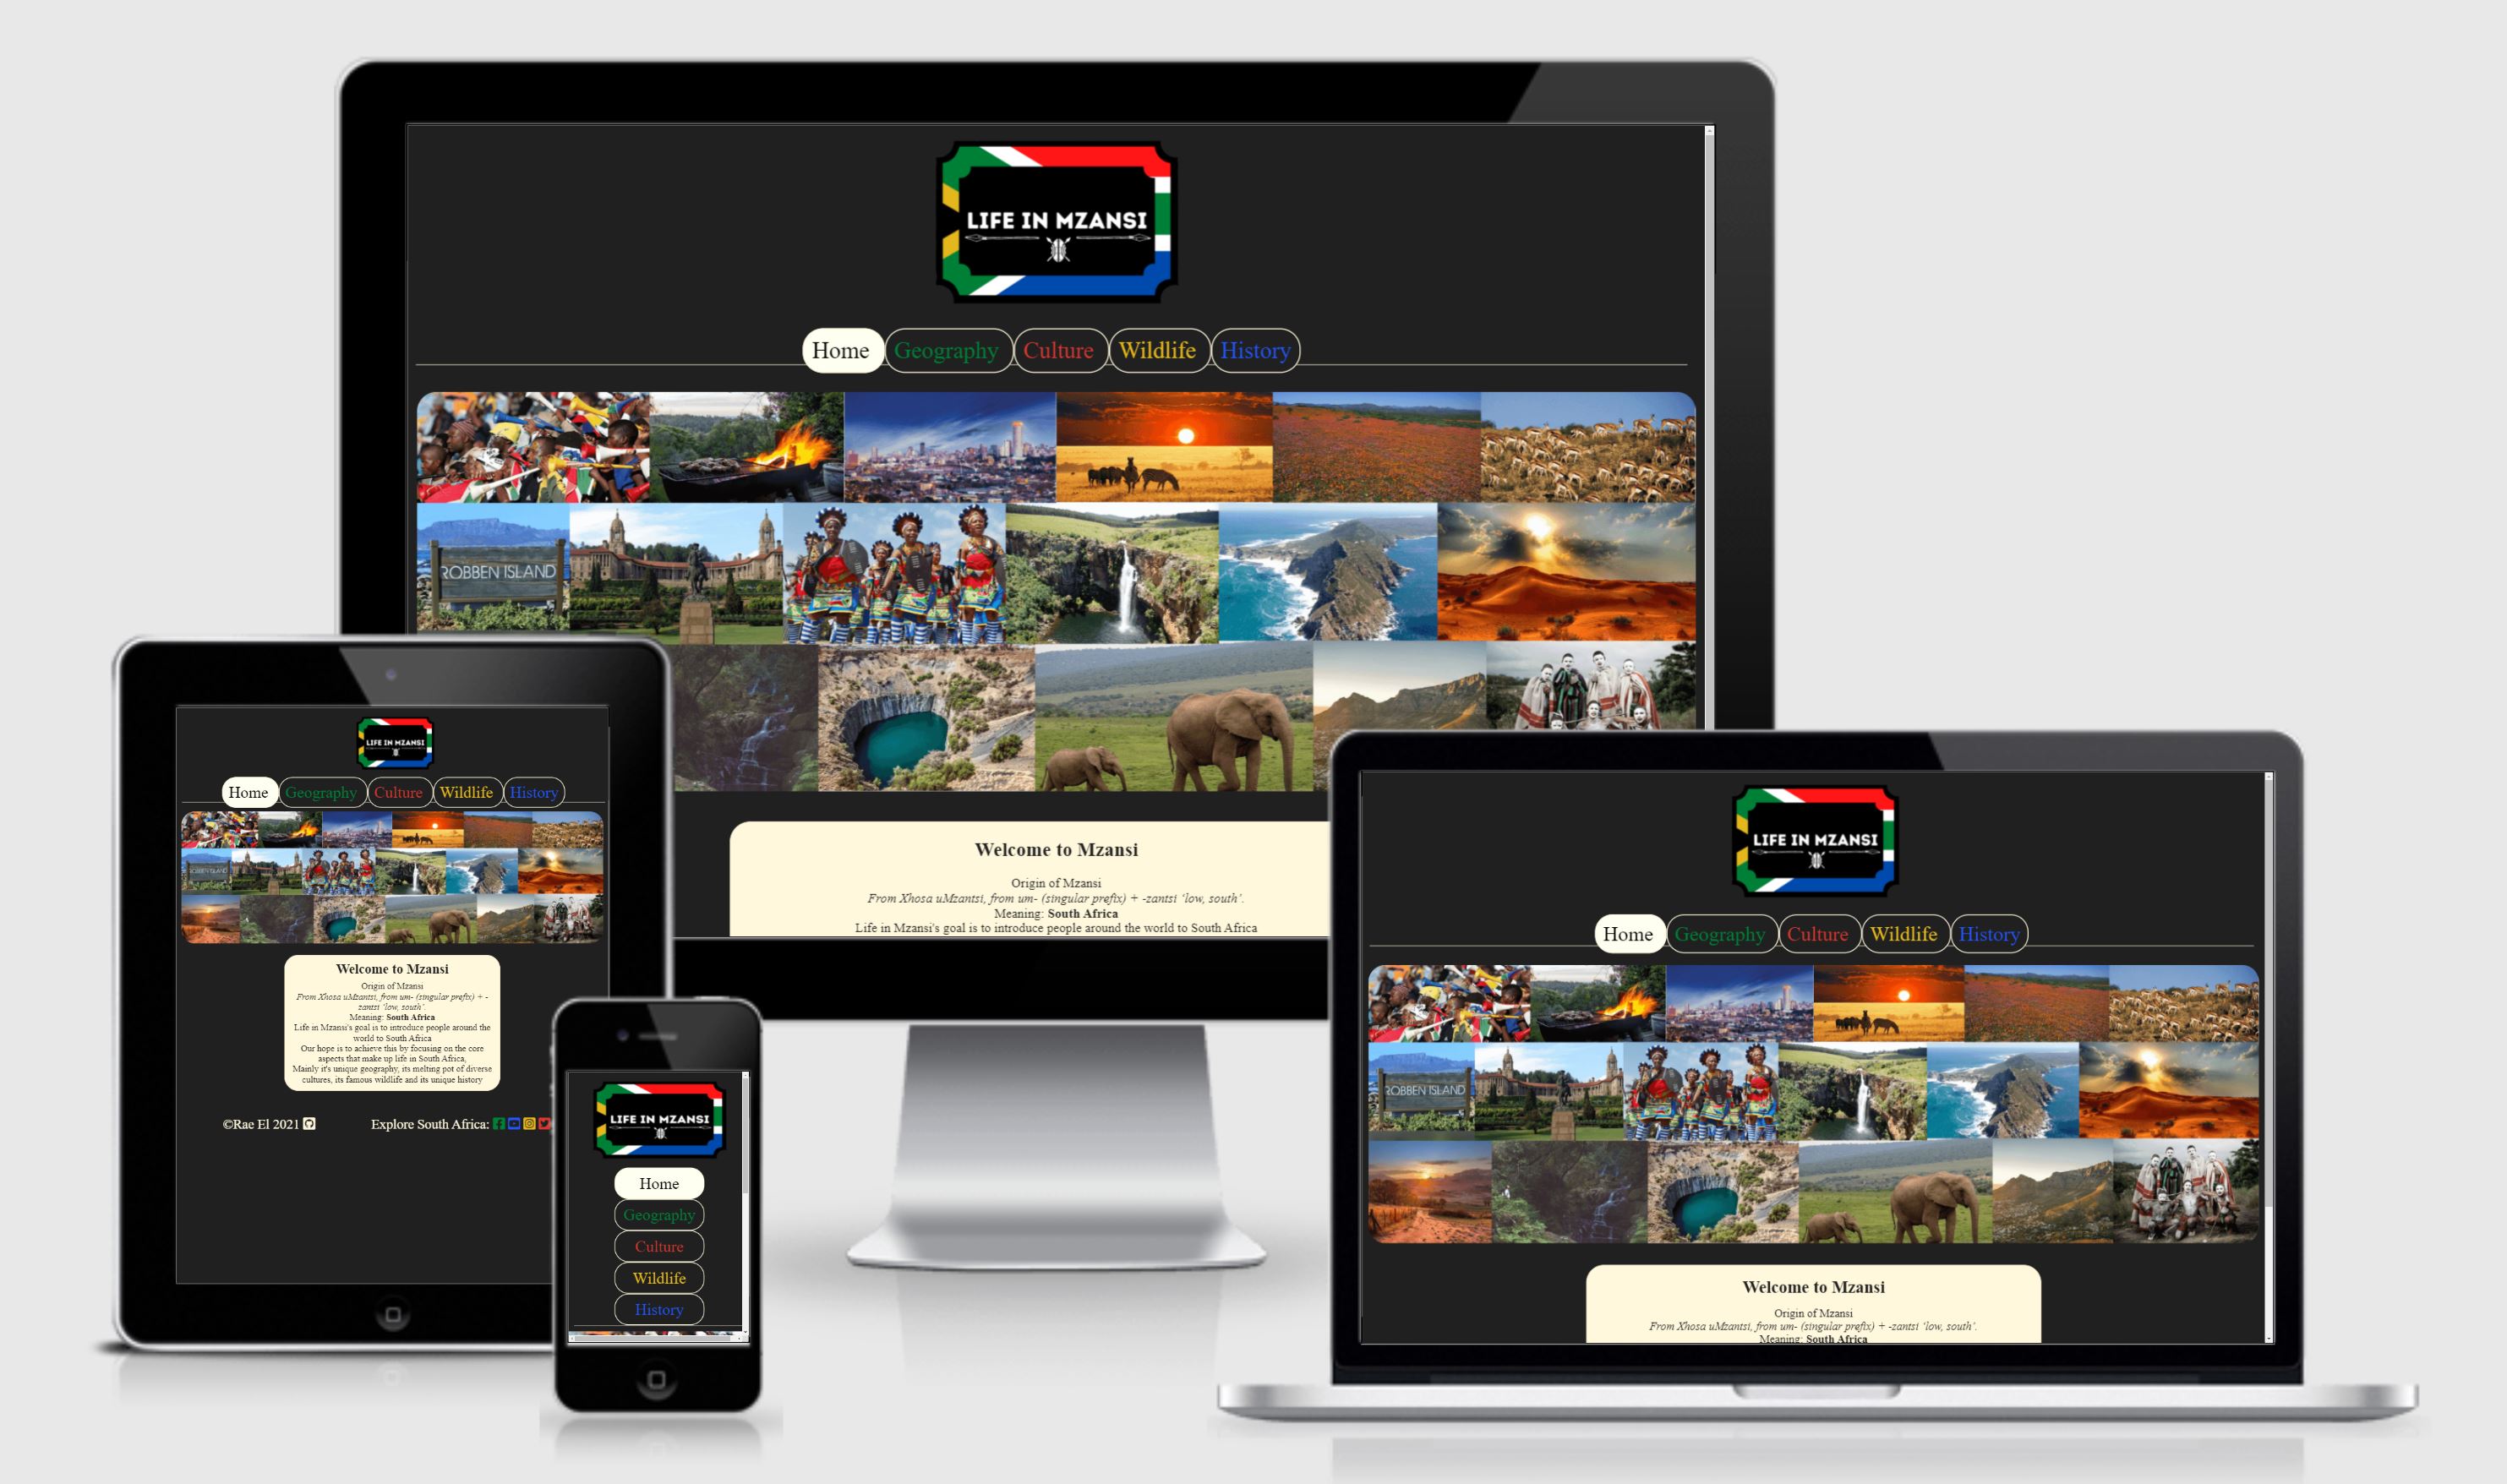 LIFE IN MZANSI
Home Geography Culture Wildlife History
ROBBEN ISLAND
Welcome to Mzansi
Origin of Mzansi
From Xhosa uMzantsi, from um- (singular prefix) + -zantsi ‘low, south’.
Meaning: South Africa
Life in Mzansi's goal is to introduce people around the world to South Africa
LIFE IN MZANSI
Home Geography Culture Wildlife History
ROBBEN ISLAND
Welcome to Mzansi
Origin of Mzansi
From Xhosa uMzantsi, from um- (singular prefix) + -
zantsi ‘low, south’.
Meaning: South Africa
Life in Mzansi's goal is to introduce people around the
world to South Africa
Our hope is to achieve this by focusing on the core
aspects that make up life in South Africa,
Mainly it's unique geography, its melting pot of diverse
cultures, its famous wildlife and its unique history
©Rae El 2021
Explore South Africa:
LIFE IN MZANSI
Home
Geography
Culture
Wildlife
History
LIFE IN MZANSI
Home Geography Culture Wildlife History
ROBBEN ISLAND
Welcome to Mzansi
Origin of Mzansi
From Xhosa uMzantsi, from um- (singular prefix) + -zantsi ‘low, south’.
Meaning: South Africa